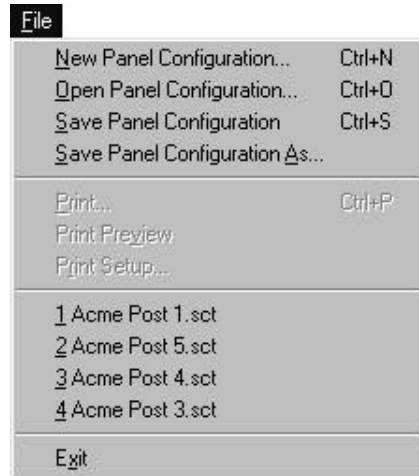 File
New Panel Configuration... Ctrl+N
Open Panel Configuration... Ctrl+O
Save Panel Configuration Ctrl+S
Save Panel Configuration As...
Print... Ctrl+P
Print Preview
Print Setup...
1 Acme Post 1.sct
2 Acme Post 5.sct
3 Acme Post 4.sct
4 Acme Post 3.sct
Exit